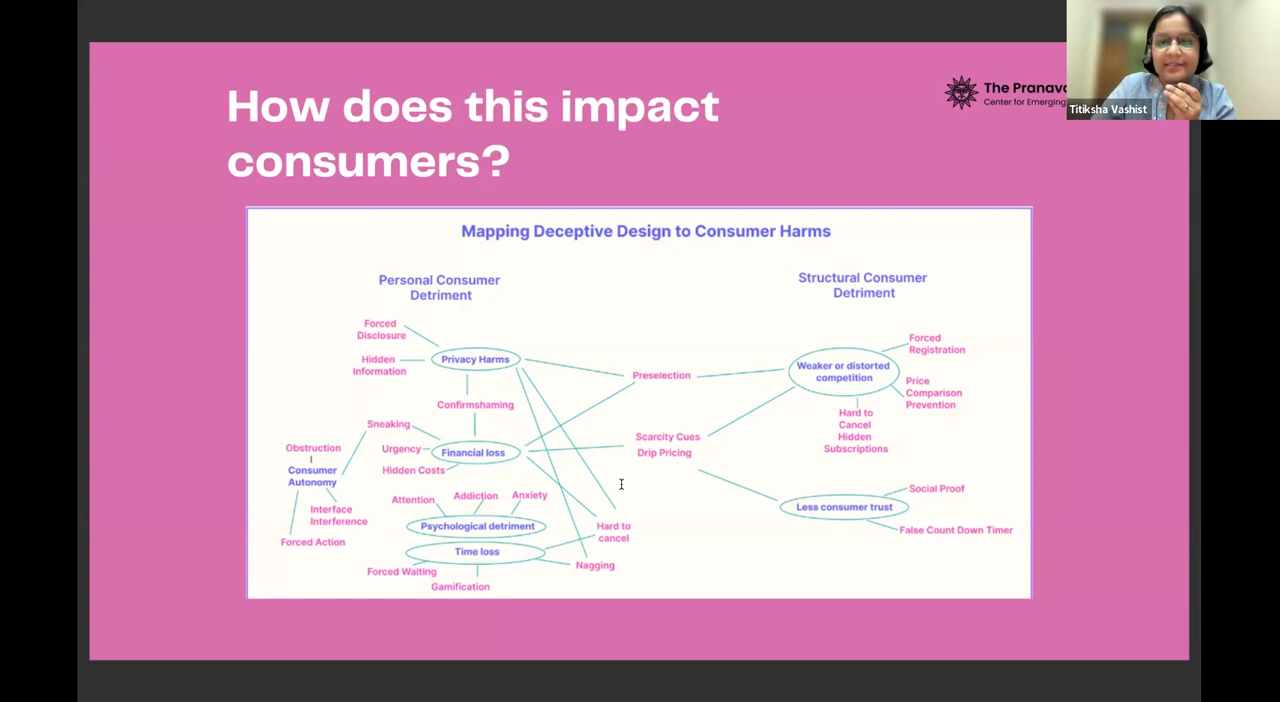 How does this impact
consumers?
The Pranava
Center for Emerging
Titiksha Vashist
Mapping Deceptive Design to Consumer Harms
Personal Consumer
Detriment
Structural Consumer
Detriment
Forced
Disclosure
Hidden
Information
Privacy Harms
Confirmshaming
Sneaking
Urgency
Hidden Costs
Financial loss
Obstruction
Consumer
Autonomy
Interface
Interference
Forced Action
Attention
Addiction
Anxiety
Psychological detriment
Time loss
Forced Waiting
Gamification
Preselection
Scarcity Cues
Drip Pricing
Hard to
cancel
Nagging
Weaker or distorted
competition
Forced
Registration
Price
Comparison
Prevention
Hard to
Cancel
Hidden
Subscriptions
Less consumer trust
Social Proof
False Count Down Timer